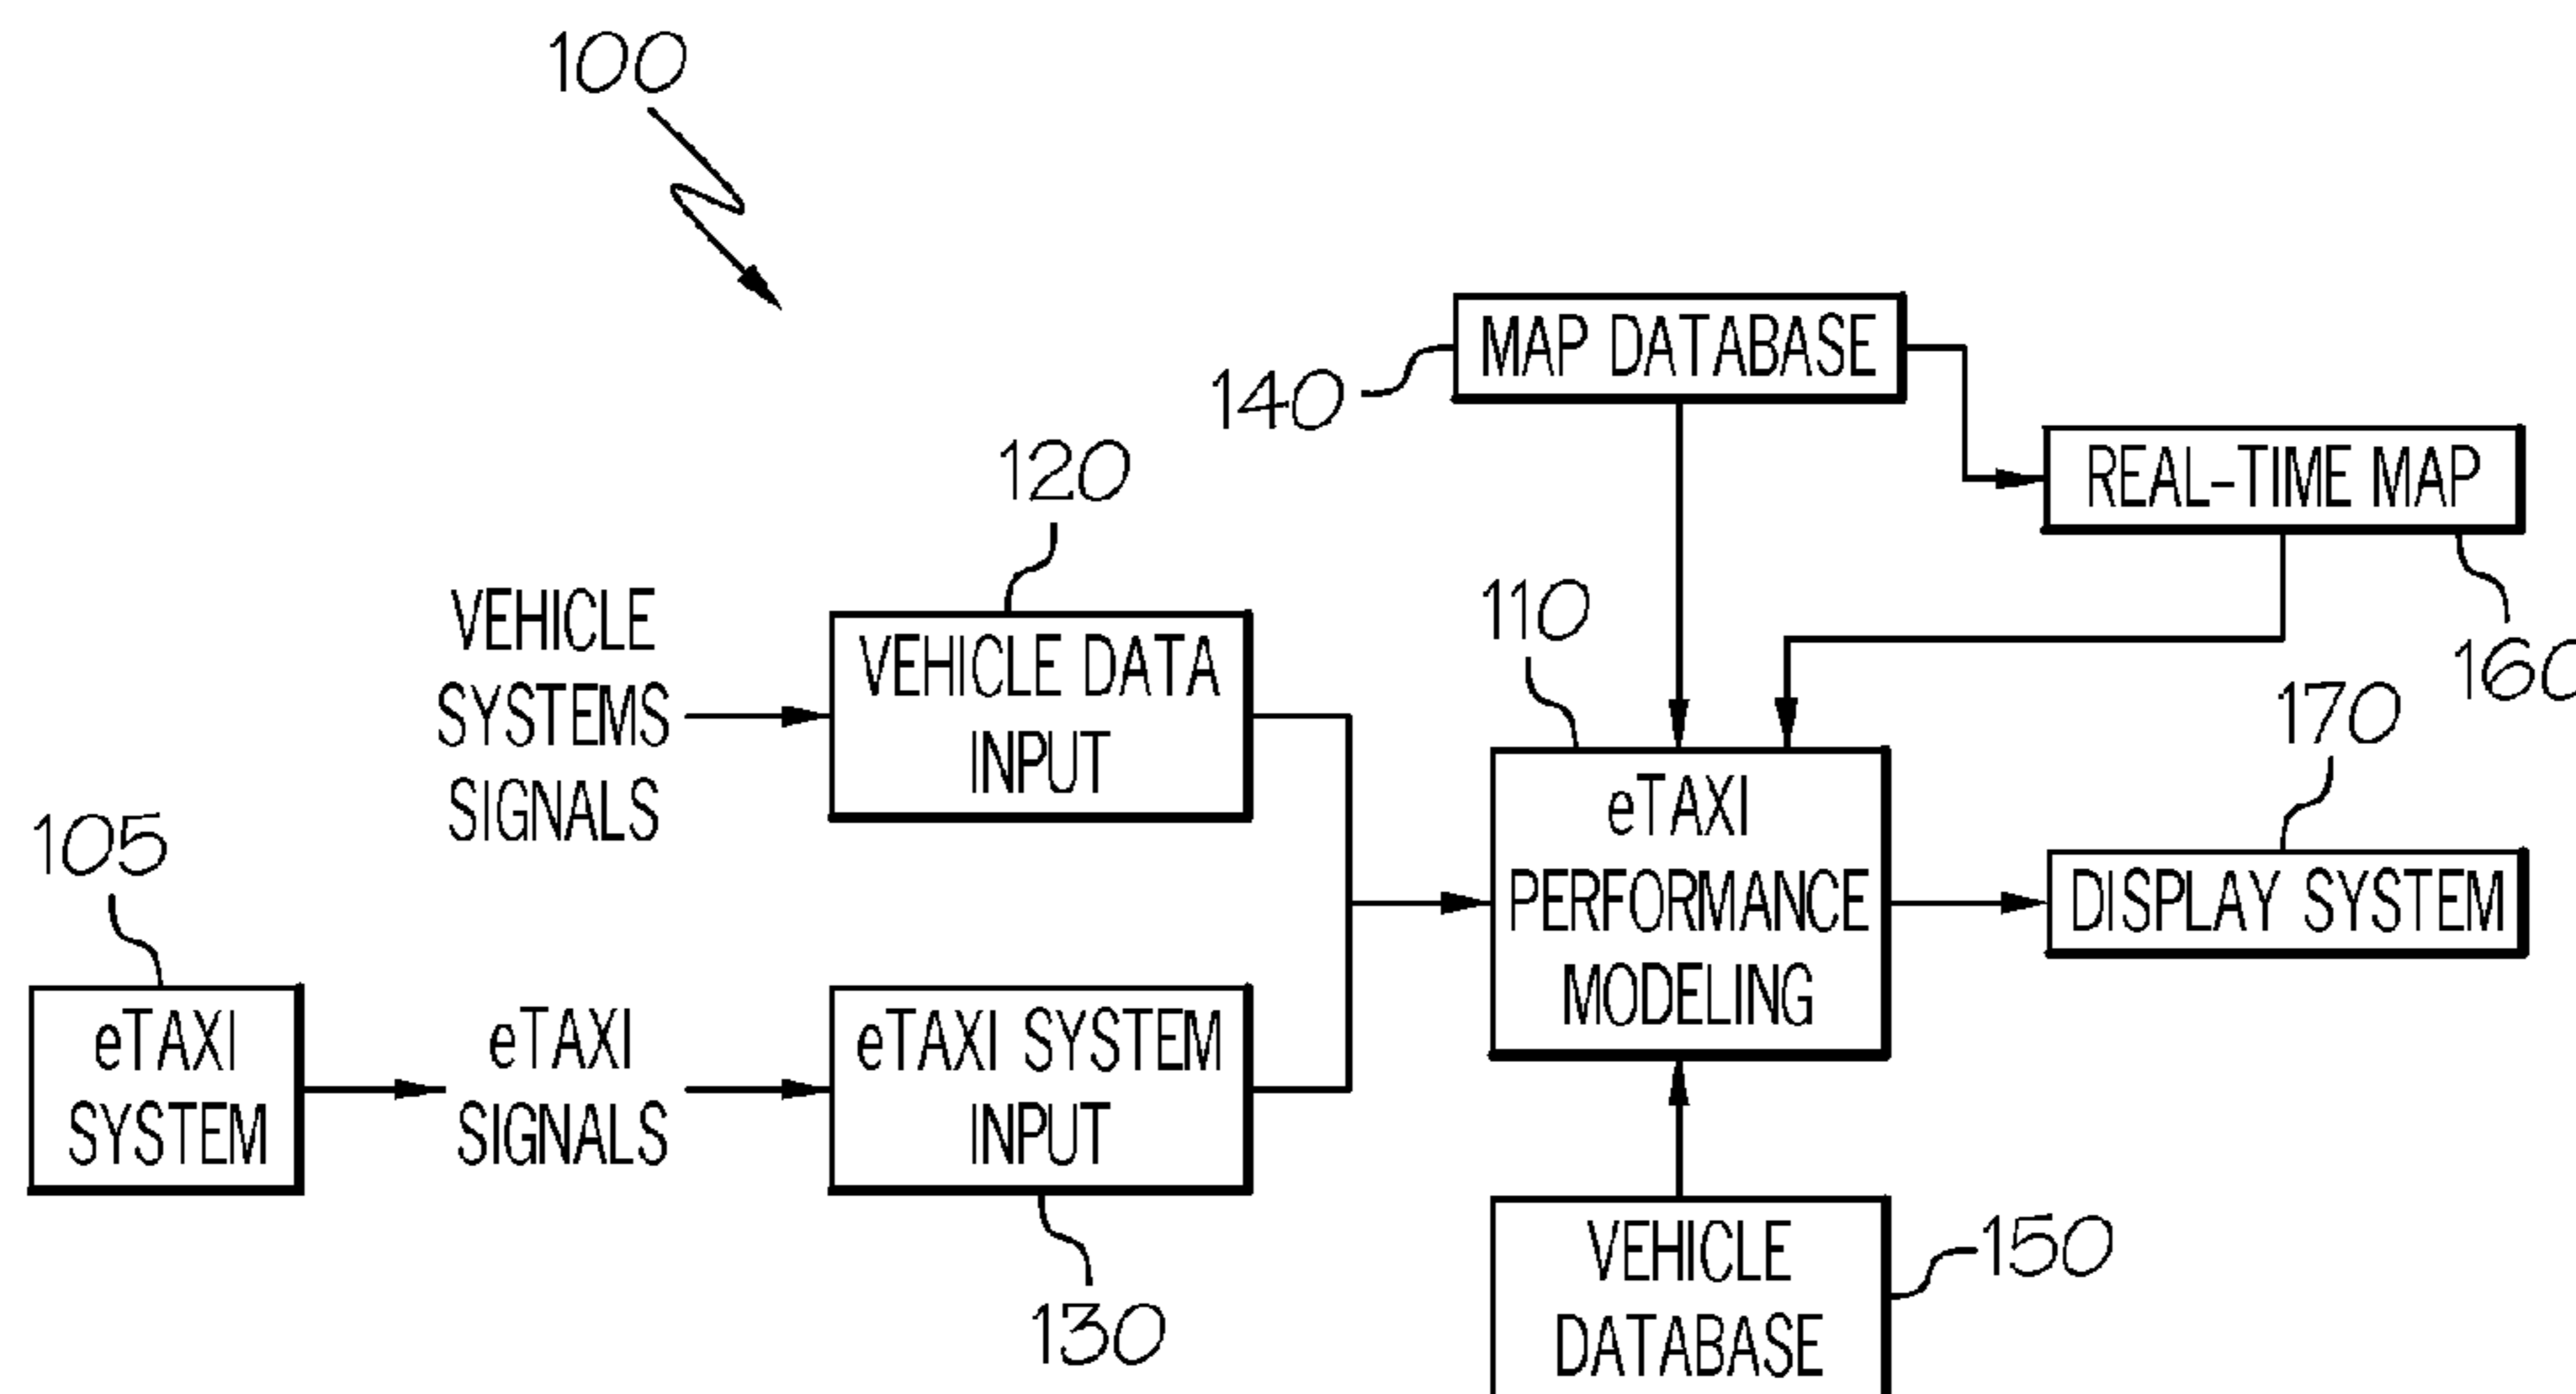 100
MAP DATABASE
140
REAL-TIME MAP
160
120
VEHICLE
SYSTEMS
SIGNALS
VEHICLE DATA
INPUT
110
eTAXI
PERFORMANCE
MODELING
170
DISPLAY SYSTEM
105
eTAXI
SYSTEM
eTAXI
SIGNALS
eTAXI SYSTEM
INPUT
130
VEHICLE
DATABASE
150